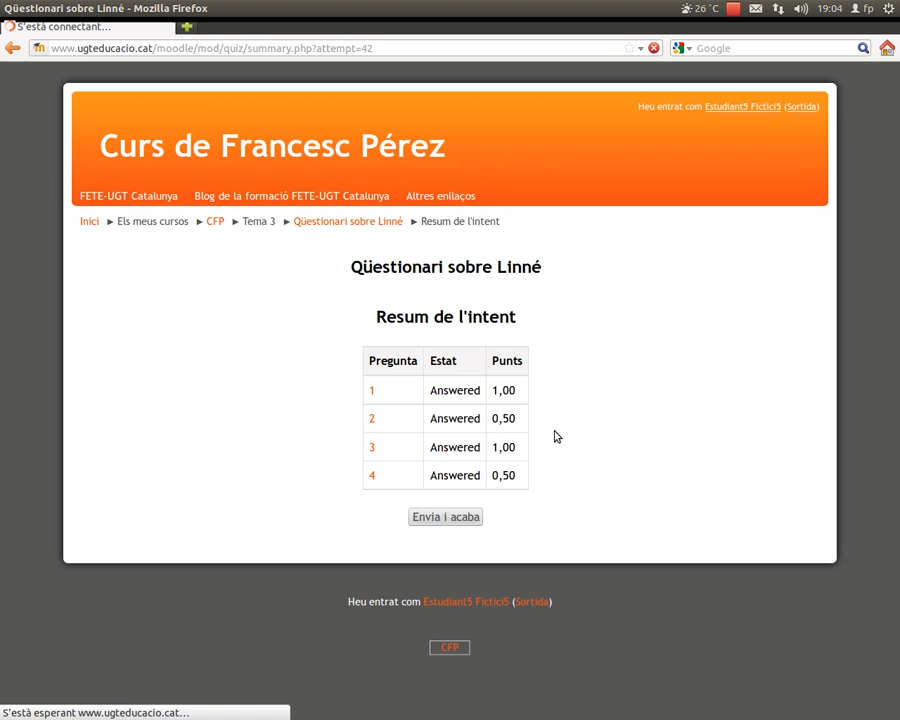 Qüestionari sobre Linné - Mozilla Firefox
26 °C
19:04
fp
S'està connectant...
www.ugteducacio.cat/moodle/mod/quiz/summary.php?attempt=42
Google
Heu entrat com Estudiant5 Fictici5 (Sortida)
Curs de Francesc Pérez
FETE-UGT Catalunya Blog de la formació FETE-UGT Catalunya Altres enllaços
Inici ► Els meus cursos ► CFP ► Tema 3 ► Qüestionari sobre Linné ► Resum de l'intent
Qüestionari sobre Linné
Resum de l'intent
Pregunta Estat Punts
1 Answered 1,00
2 Answered 0,50
3 Answered 1,00
4 Answered 0,50
Envia i acaba
Heu entrat com Estudiant5 Fictici5 (Sortida)
CFP
S'està esperant www.ugteducacio.cat...